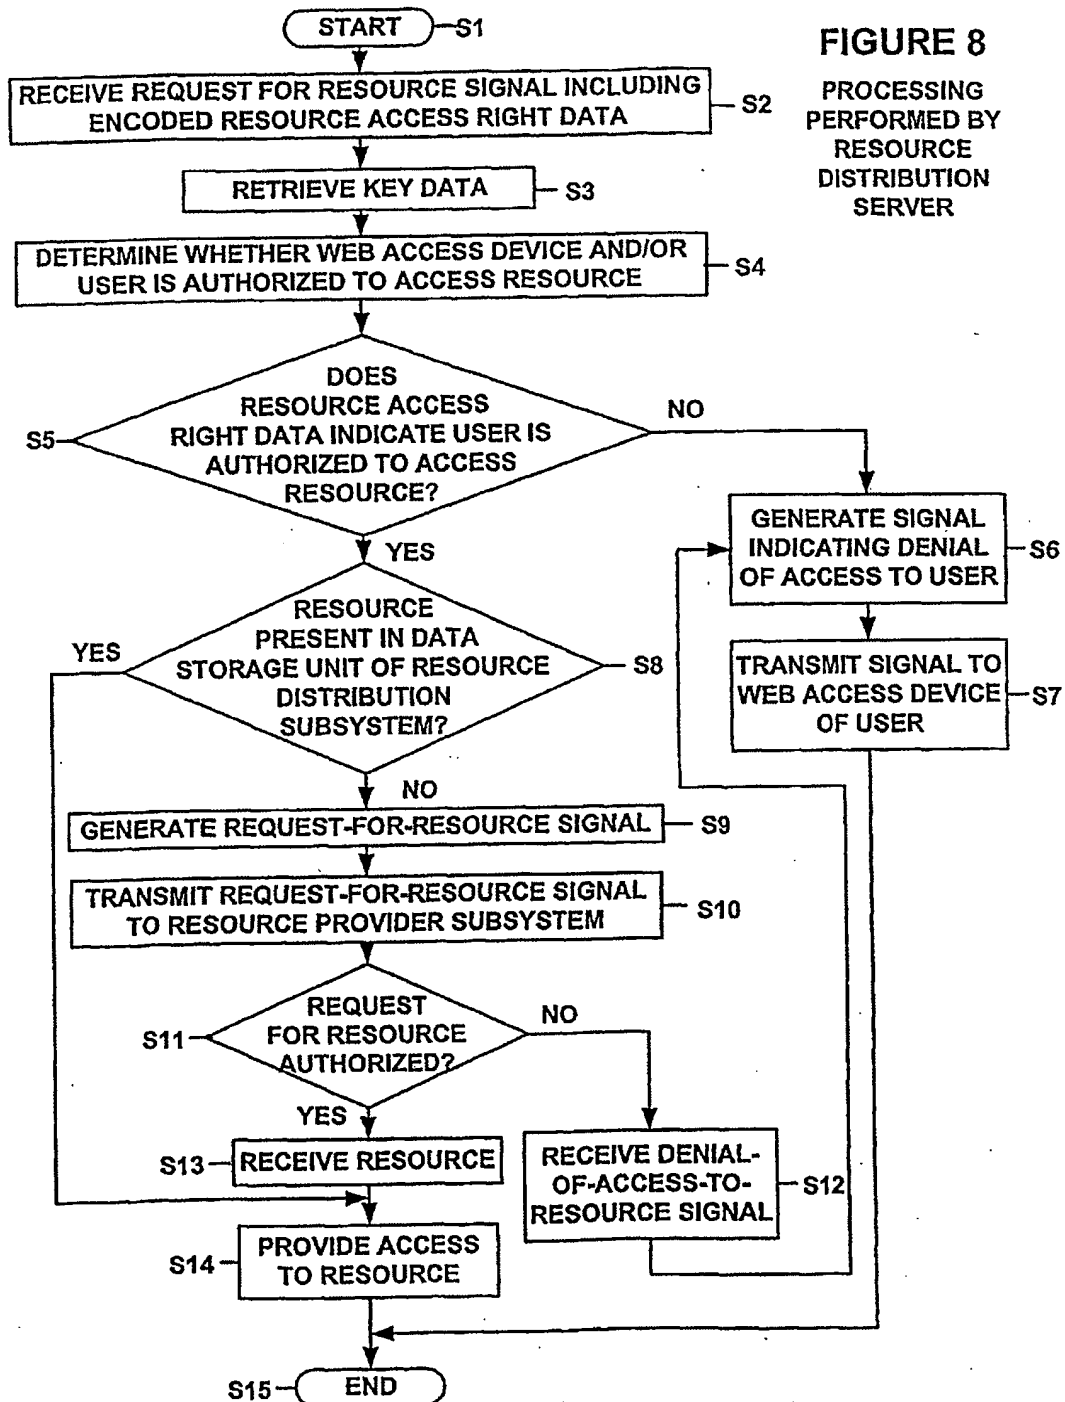 FIGURE 8
PROCESSING
PERFORMED BY
RESOURCE
DISTRIBUTION
SERVER
START
S1
RECEIVE REQUEST FOR RESOURCE SIGNAL INCLUDING
ENCODED RESOURCE ACCESS RIGHT DATA
S2
RETRIEVE KEY DATA
S3
DETERMINE WHETHER WEB ACCESS DEVICE AND/OR
USER IS AUTHORIZED TO ACCESS RESOURCE
S4
DOES
RESOURCE ACCESS
RIGHT DATA INDICATE USER IS
AUTHORIZED TO ACCESS
RESOURCE?
S5
NO
YES
GENERATE SIGNAL
INDICATING DENIAL
OF ACCESS TO USER
S6
TRANSMIT SIGNAL TO
WEB ACCESS DEVICE
OF USER
S7
RESOURCE
PRESENT IN DATA
STORAGE UNIT OF RESOURCE
DISTRIBUTION
SUBSYSTEM?
S8
YES
NO
GENERATE REQUEST-FOR-RESOURCE SIGNAL
S9
TRANSMIT REQUEST-FOR-RESOURCE SIGNAL
TO RESOURCE PROVIDER SUBSYSTEM
S10
REQUEST
FOR RESOURCE
AUTHORIZED?
S11
NO
YES
RECEIVE DENIAL-
OF-ACCESS-TO-
RESOURCE SIGNAL
S12
S13
RECEIVE RESOURCE
S14
PROVIDE ACCESS
TO RESOURCE
S15
END